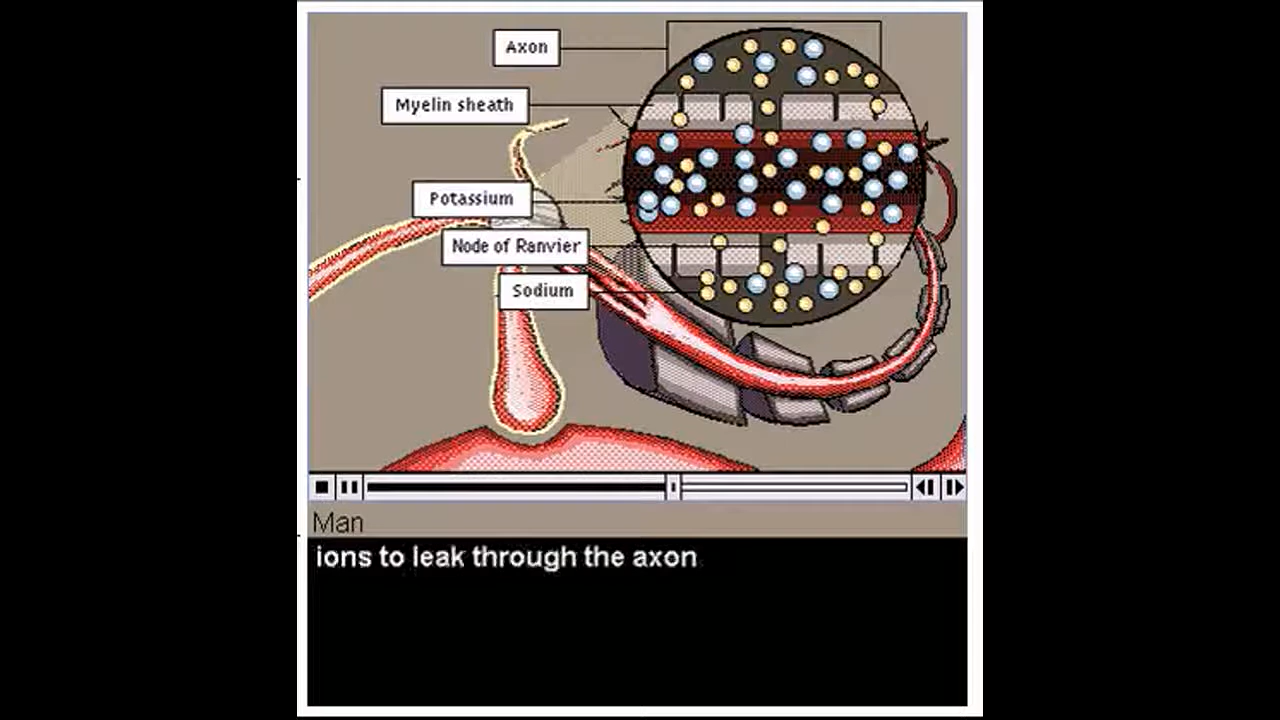 Axon
Myelin sheath
Potassium
Node of Ranvier
Sodium
Man
ions to leak through the axon